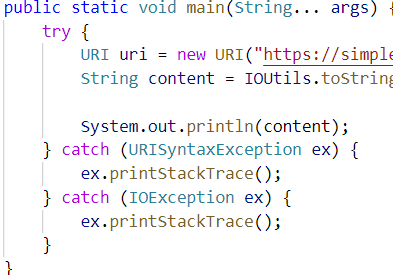 public static void main(String... args) {
    try {
        URI uri = new URI("https://simple
        String content = IOUtils.toString

        System.out.println(content);
    } catch (URISyntaxException ex) {
        ex.printStackTrace();
    } catch (IOException ex) {
        ex.printStackTrace();
    }
}